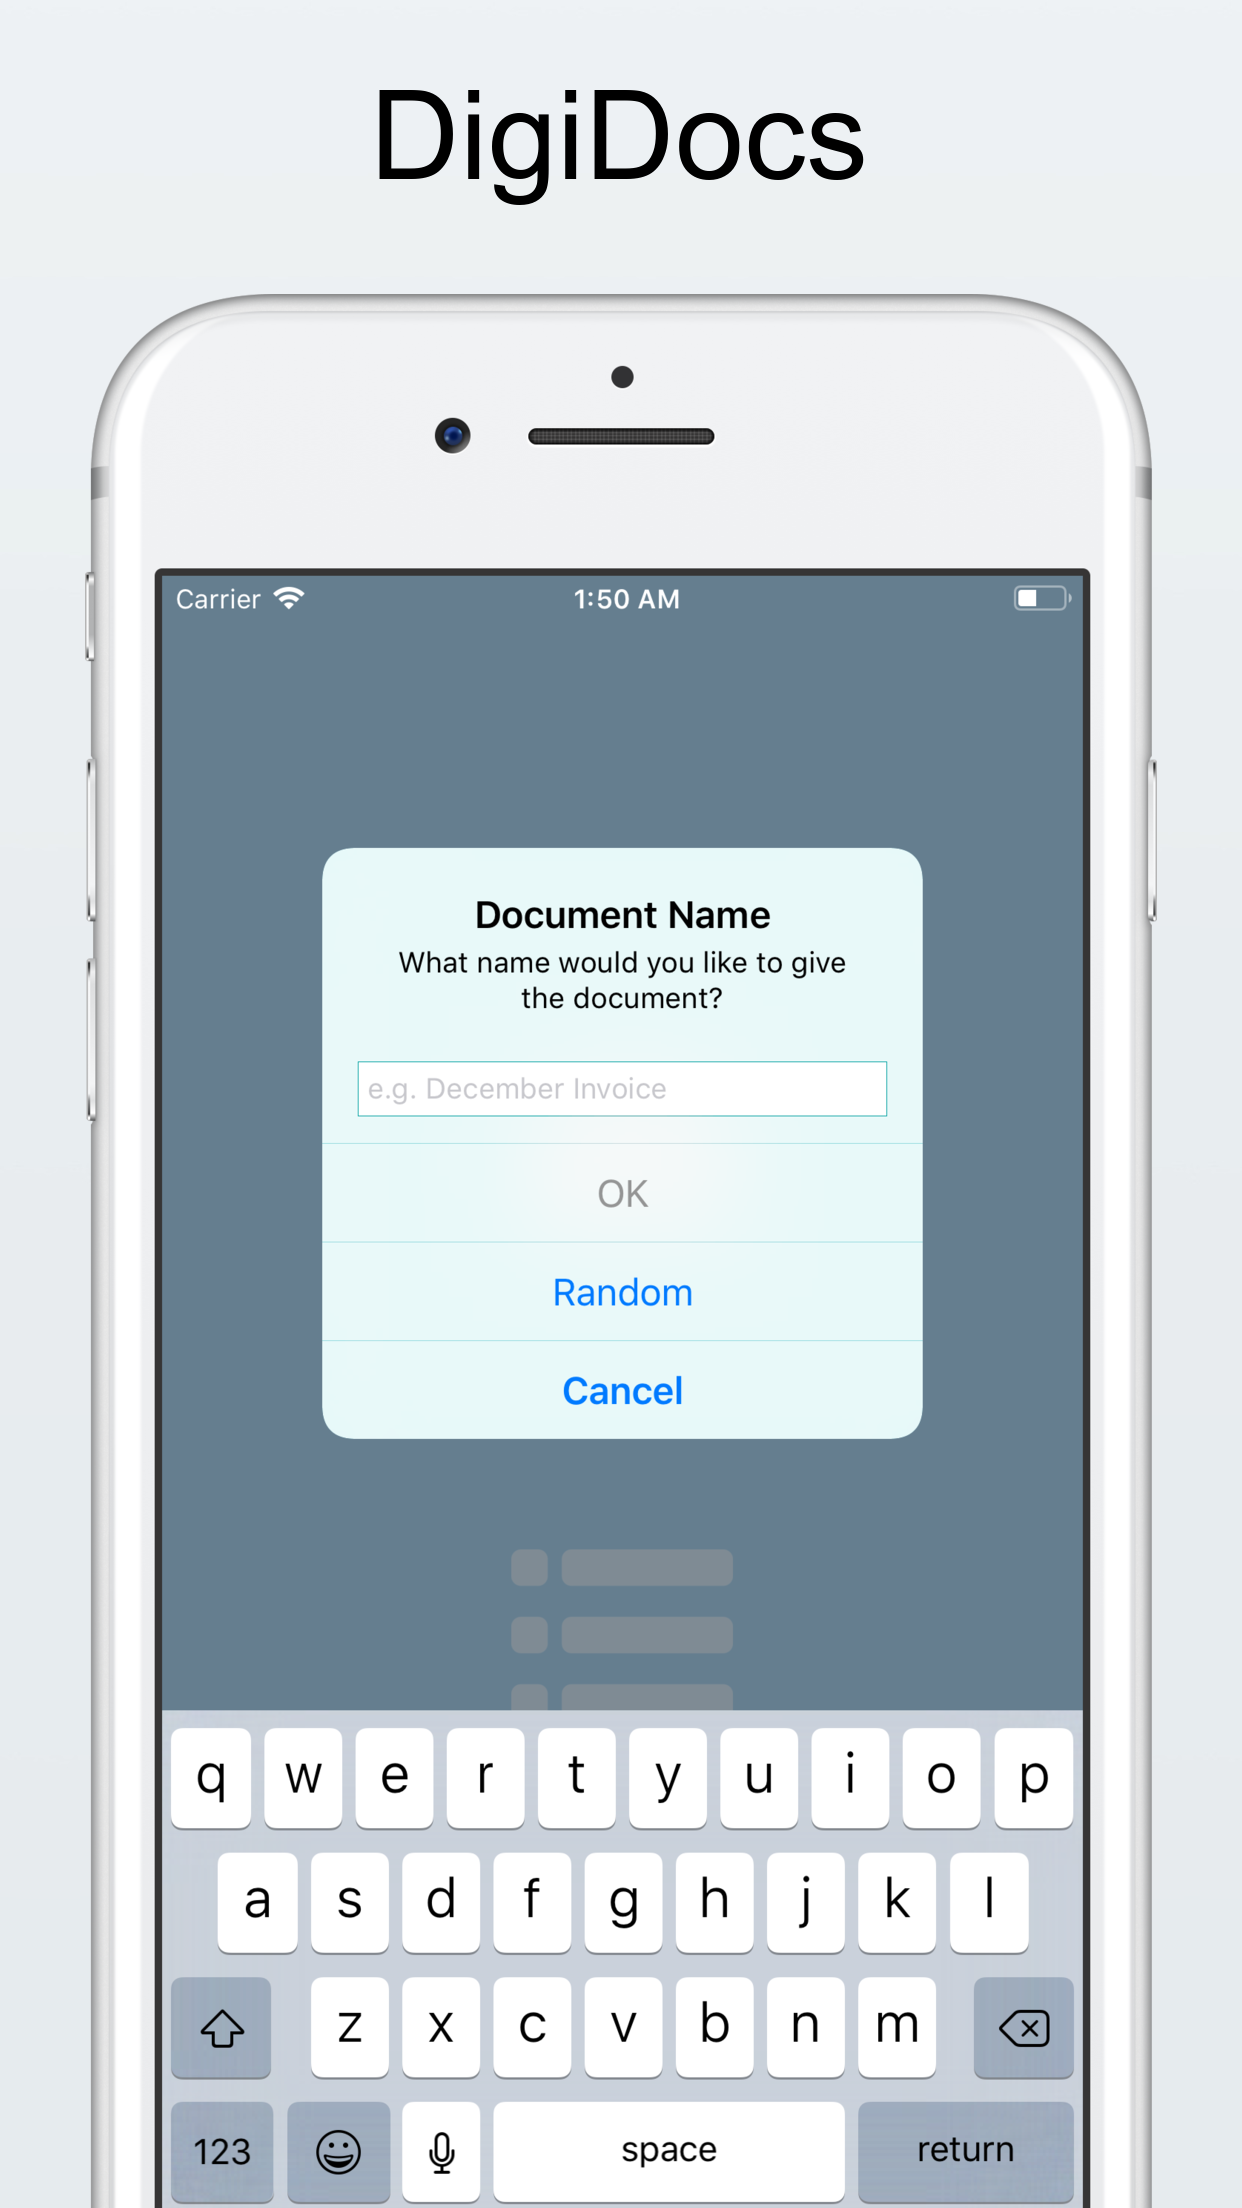 DigiDocs
Carrier 1:50 AM
Document Name
What name would you like to give
the document?
e.g. December Invoice
OK
Random
Cancel
q w e r t y u i o p
a s d f g h j k l
z x c v b n m
123 space return